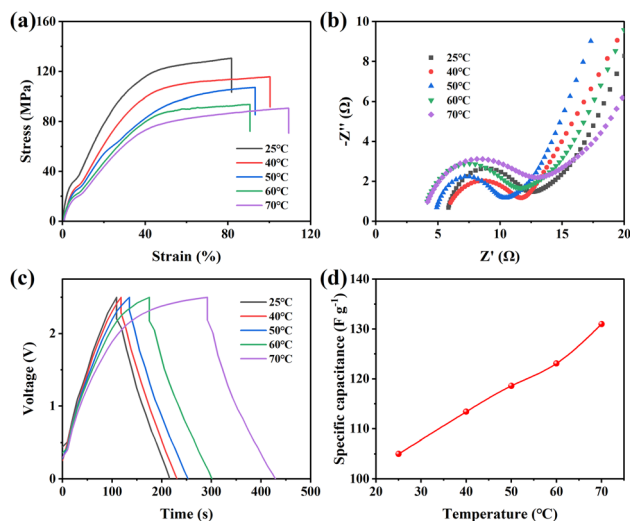 (a)
160
120
80
40
0
Stress (MPa)
0 30 60 90 120
Strain (%)
25℃
40℃
50℃
60℃
70℃
(b)
10
8
6
4
2
0
-Z'' (Ω)
0 5 10 15 20
Z' (Ω)
25℃
40℃
50℃
60℃
70℃
(c)
2
1
0
Voltage (V)
0 100 200 300 400 500
Time (s)
25℃
40℃
50℃
60℃
70℃
(d)
140
130
120
110
100
Specific capacitance (F g⁻¹)
20 30 40 50 60 70
Temperature (℃)